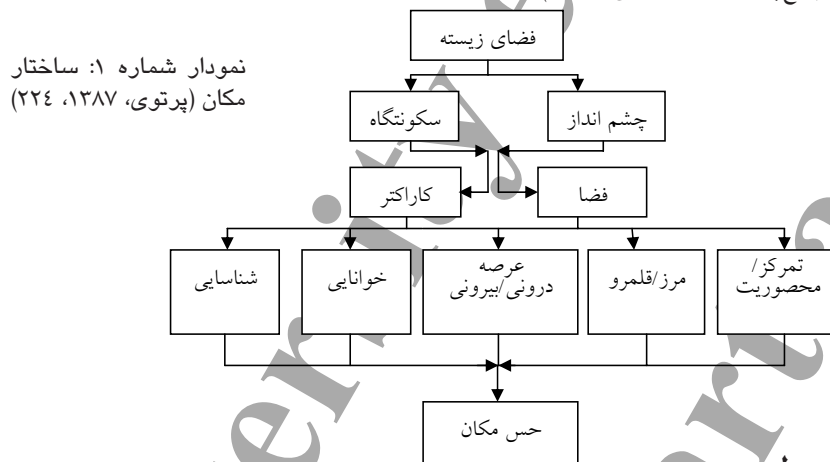 فضای زیسته
نمودار شماره ۱: ساختار
مکان (پرتوی، ۱۳۸۷، ۲۲٤)
چشم انداز
سکونتگاه
فضا
کاراکتر
تمرکز/
محصوریت
مرز/قلمرو
عرصه
درونی/بیرونی
خوانایی
شناسایی
حس مکان